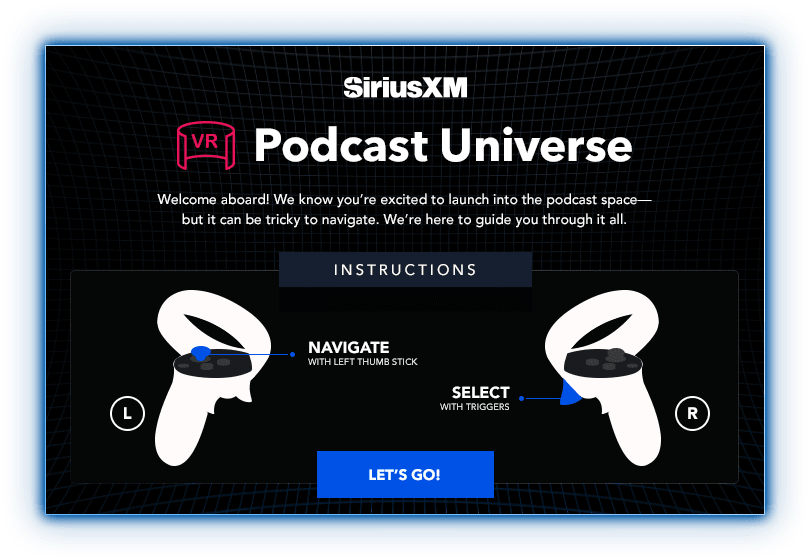 SiriusXM
VR
Podcast Universe
Welcome aboard! We know you’re excited to launch into the podcast space—
but it can be tricky to navigate. We’re here to guide you through it all.
INSTRUCTIONS
NAVIGATE
WITH LEFT THUMB STICK
SELECT
WITH TRIGGERS
L
R
LET’S GO!